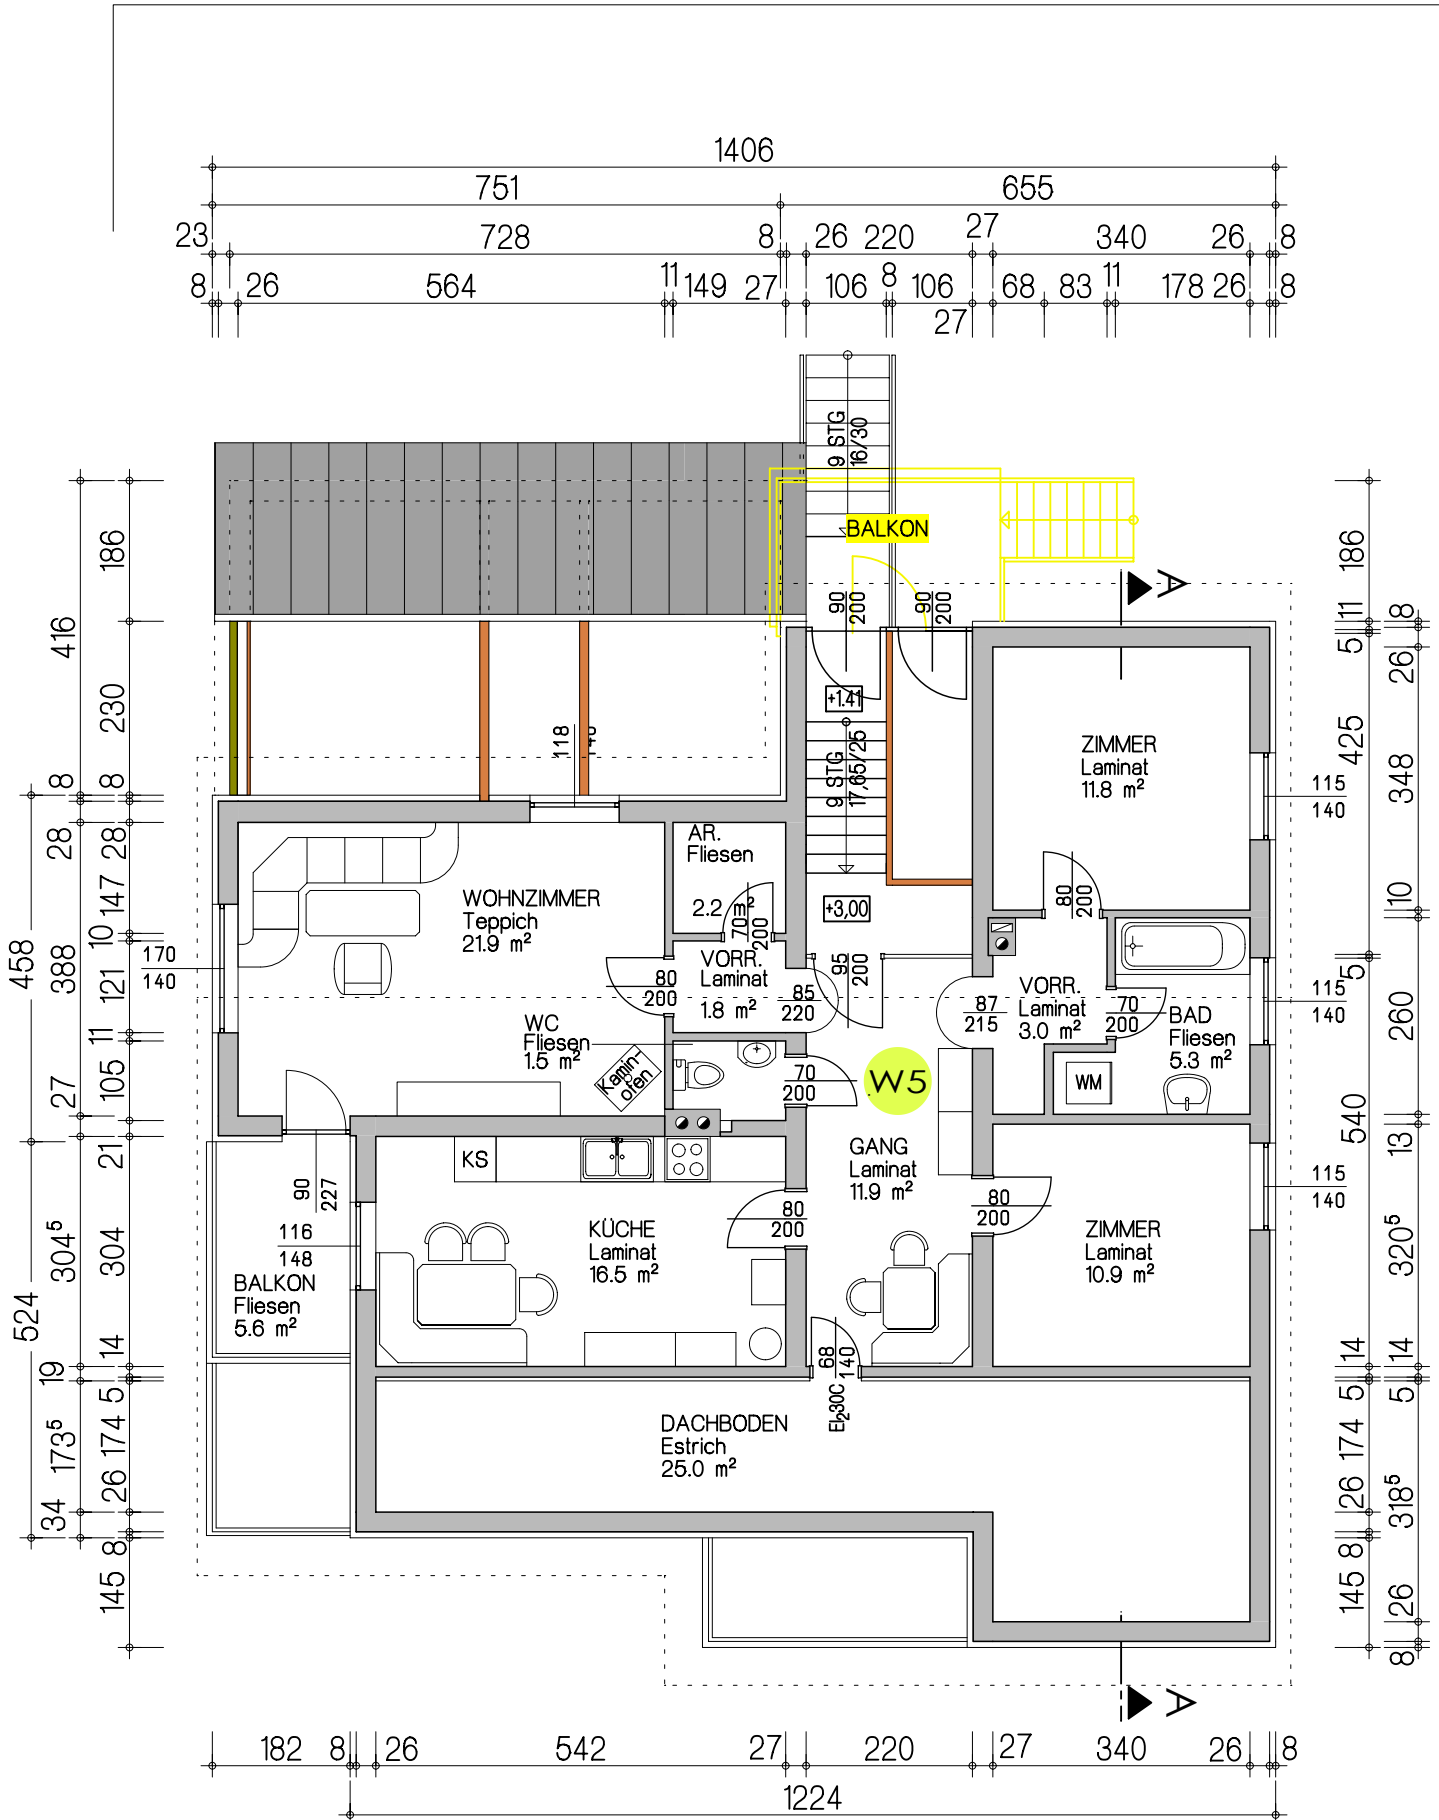 1406
751 655
23 728 8 26 220 27 340 26 8
8 26 564 11 149 27 106 8 106 27 68 83 11 178 26 8
9 STG
16/30
BALKON
90
200
90
200
A
+1.41
9 STG
17,65/25
118
ZIMMER
Laminat
11.8 m²
115
140
AR.
Fliesen
2.2 m²
70
200
+3,00
80
200
WOHNZIMMER
Teppich
21.9 m²
170
140
80
200
VORR.
Laminat
1.8 m²
85
220
95
200
87
215
VORR.
Laminat
3.0 m²
70
200
BAD
Fliesen
5.3 m²
115
140
WC
Fliesen
1.5 m²
Kamin-
ofen
70
200
W5
WM
90
227
KS
GANG
Laminat
11.9 m²
80
200
115
140
116
148
BALKON
Fliesen
5.6 m²
KÜCHE
Laminat
16.5 m²
80
200
ZIMMER
Laminat
10.9 m²
68
140
EI₂30C
DACHBODEN
Estrich
25.0 m²
A
458
524
416
8
28
388
27
304⁵
19
173⁵
34
186
230
8
28
147
10
121
11
105
21
304
14
5
174
26
8
145
186
11
5
425
5
260
540
14
5
174
26
8
145
8
26
348
10
13
320⁵
14
5
318⁵
26
8
182 8 26 542 27 220 27 340 26 8
1224